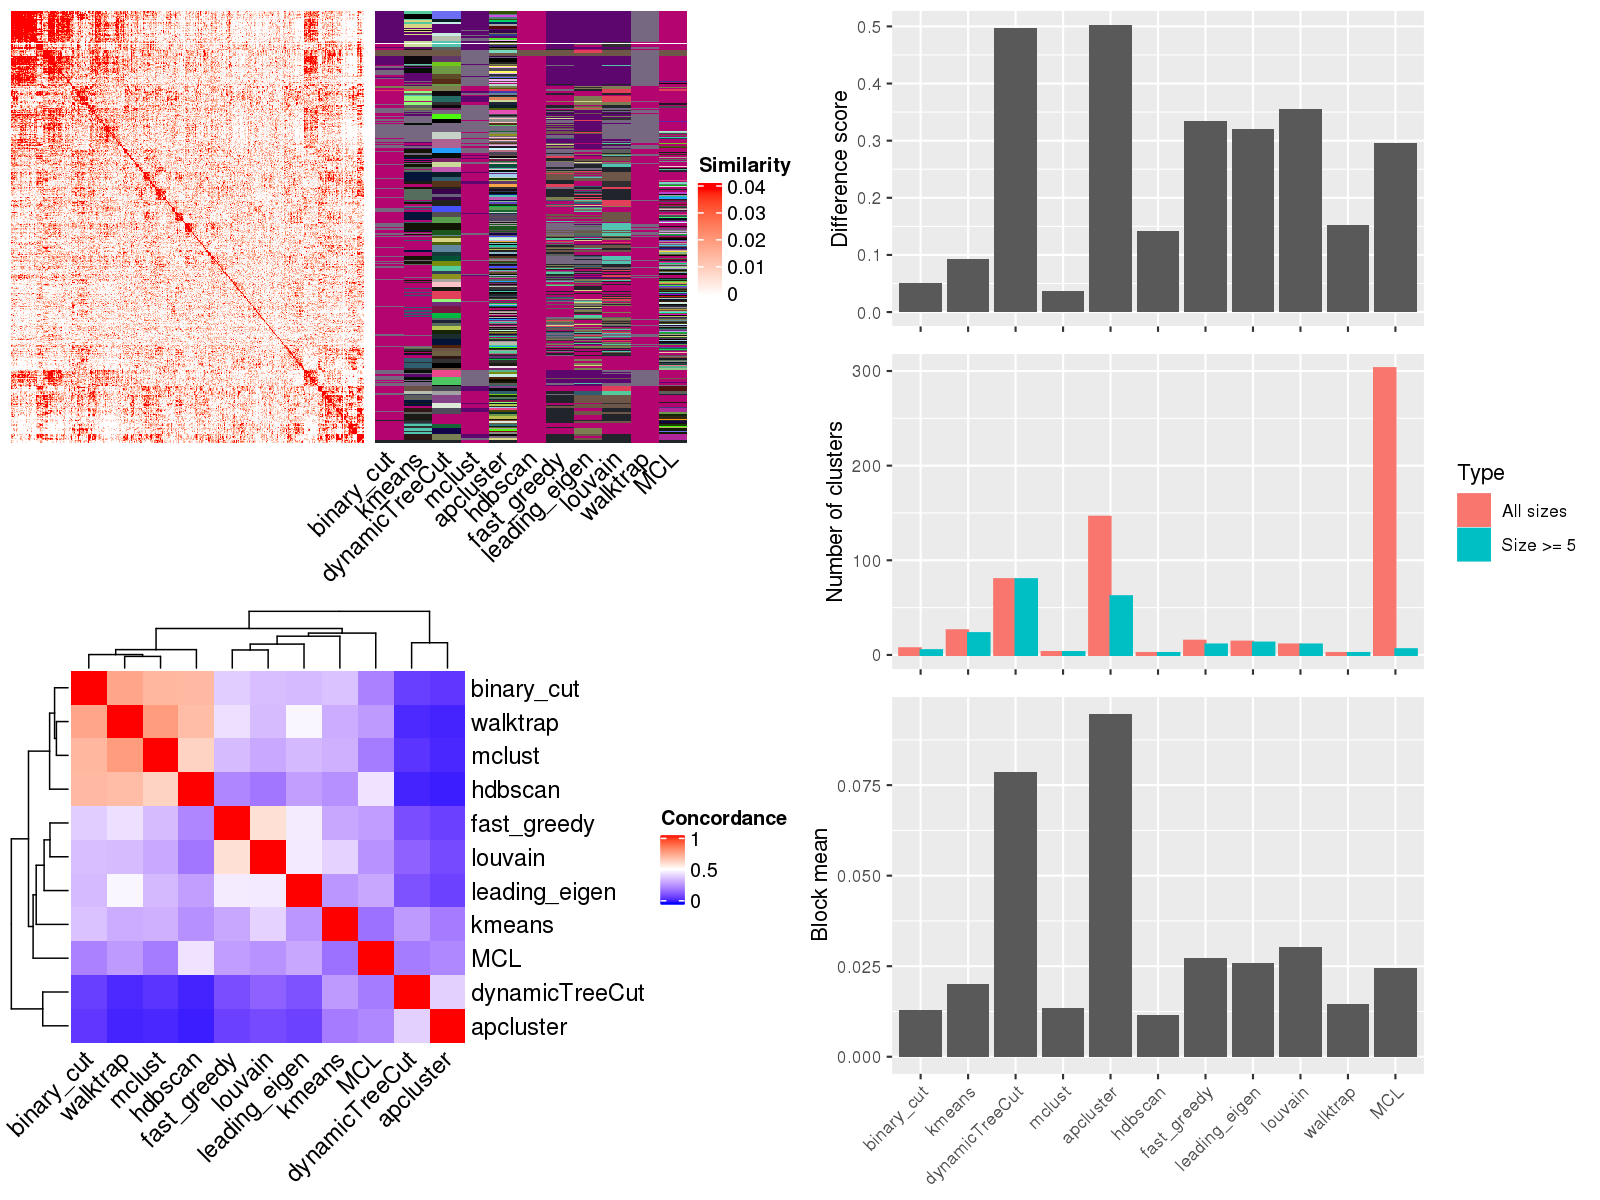 Similarity
0.04
0.03
0.02
0.01
0
binary_cut
kmeans
dynamicTreeCut
mclust
apcluster
hdbscan
fast_greedy
leading_eigen
louvain
walktrap
MCL
binary_cut
walktrap
mclust
hdbscan
fast_greedy
louvain
leading_eigen
kmeans
MCL
dynamicTreeCut
apcluster
Concordance
1
0.5
0
binary_cut
walktrap
mclust
hdbscan
fast_greedy
louvain
leading_eigen
kmeans
MCL
dynamicTreeCut
apcluster
Difference score
0.5
0.4
0.3
0.2
0.1
0.0
Number of clusters
300
200
100
0
Type
All sizes
Size >= 5
Block mean
0.075
0.050
0.025
0.000
binary_cut
kmeans
dynamicTreeCut
mclust
apcluster
hdbscan
fast_greedy
leading_eigen
louvain
walktrap
MCL